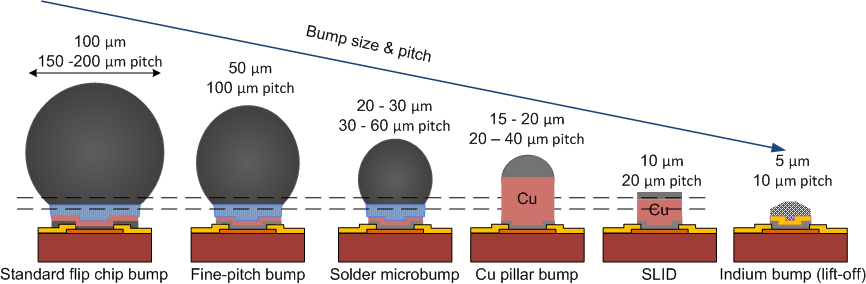 Bump size & pitch
100 µm
150 -200 µm pitch
50 µm
100 µm pitch
20 - 30 µm
30 - 60 µm pitch
15 - 20 µm
20 – 40 µm pitch
10 µm
20 µm pitch
5 µm
10 µm pitch
Cu
Cu
Standard flip chip bump
Fine-pitch bump
Solder microbump
Cu pillar bump
SLID
Indium bump (lift-off)